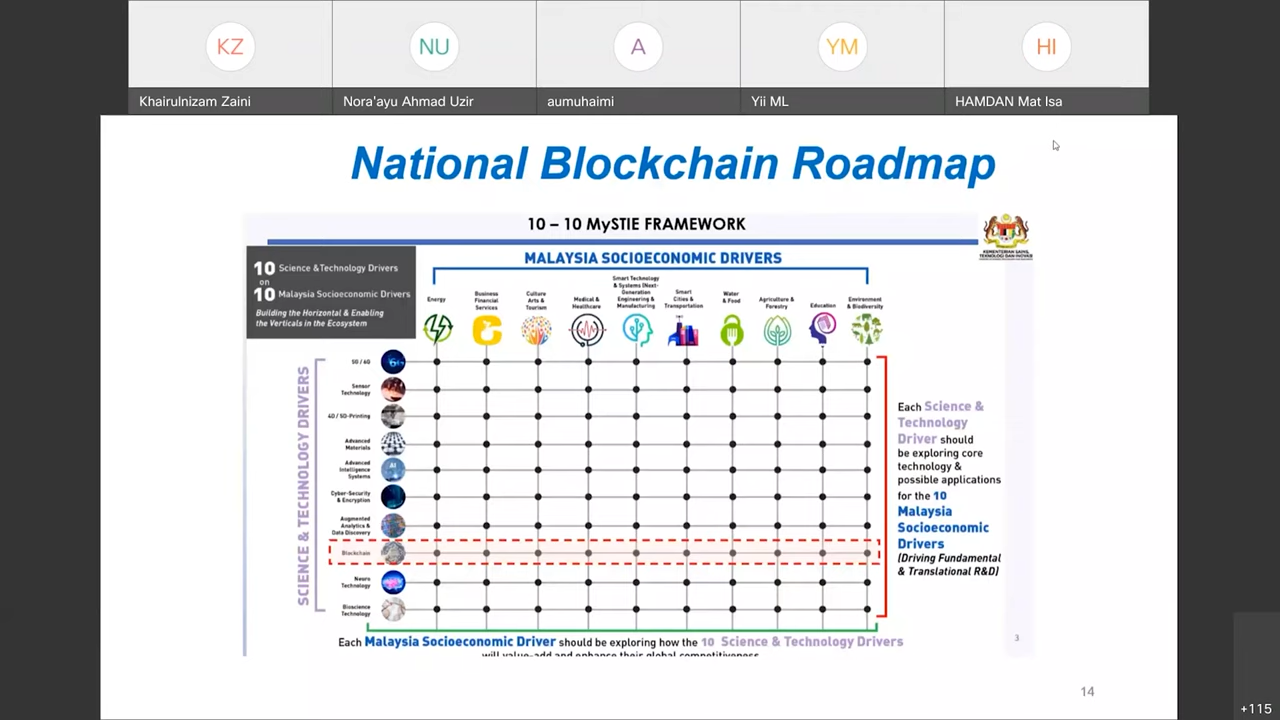 KZ
NU
A
YM
HI
Khairulnizam Zaini
Nora'ayu Ahmad Uzir
aumuhaimi
Yii ML
HAMDAN Mat Isa
National Blockchain Roadmap
10 – 10 MySTIE FRAMEWORK
KEMENTERIAN SAINS,
TEKNOLOGI DAN INOVASI
10 Science & Technology Drivers
on
10 Malaysia Socioeconomic Drivers
Building the Horizontal & Enabling
the Verticals in the Ecosystem
MALAYSIA SOCIOECONOMIC DRIVERS
Energy
Business
Financial
Services
Culture
Arts &
Tourism
Medical &
Healthcare
Smart Technology
& Systems (Next-
Generation
Engineering &
Manufacturing
Smart
Cities &
Transportation
Water
& Food
Agriculture &
Forestry
Education
Environment
& Biodiversity
SCIENCE & TECHNOLOGY DRIVERS
5G / 6G
Sensor
Technology
4D / 5D-Printing
Advanced
Materials
Advanced
Intelligence
Systems
Cyber-Security
& Encryption
Augmented
Analytics &
Data Discovery
Blockchain
Neuro
Technology
Bioscience
Technology
Each Science &
Technology
Driver should
be exploring core
technology &
possible applications
for the 10
Malaysia
Socioeconomic
Drivers
(Driving Fundamental
& Translational R&D)
Each Malaysia Socioeconomic Driver should be exploring how the 10 Science & Technology Drivers
will value-add and enhance their global competitiveness
3
14
+115